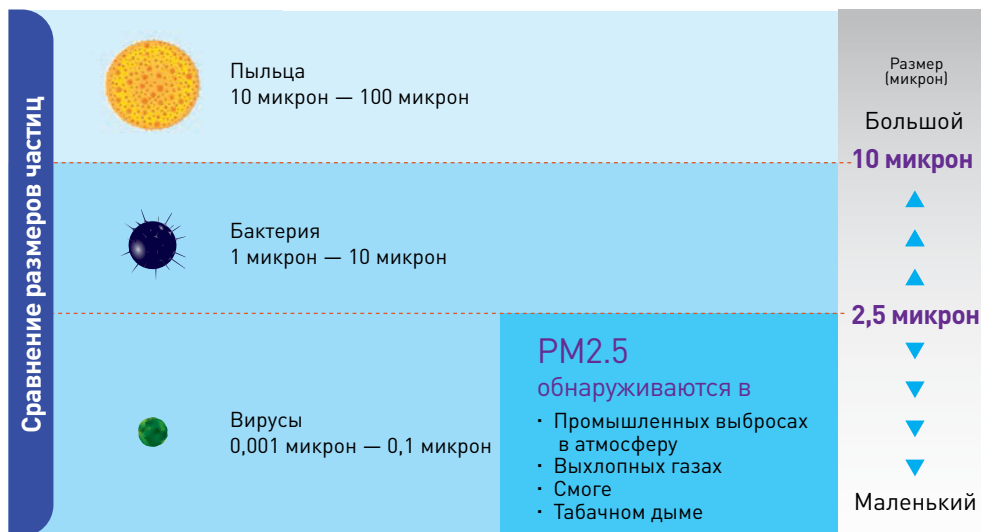 Сравнение размеров частиц
Пыльца
10 микрон — 100 микрон
Бактерия
1 микрон — 10 микрон
Вирусы
0,001 микрон — 0,1 микрон
PM2.5
обнаруживаются в
· Промышленных выбросах
в атмосферу
· Выхлопных газах
· Смоге
· Табачном дыме
Размер
(микрон)
Большой
10 микрон
2,5 микрон
Маленький